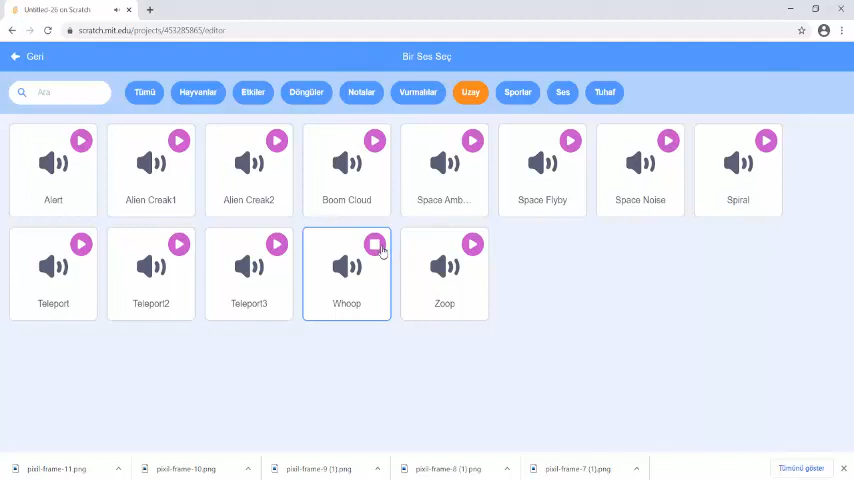 Untitled-26 on Scratch
scratch.mit.edu/projects/453285865/editor
Geri
Bir Ses Seç
Ara
Tümü
Hayvanlar
Etkiler
Döngüler
Notalar
Vurmalılar
Uzay
Sporlar
Ses
Tuhaf
Alert
Alien Creak1
Alien Creak2
Boom Cloud
Space Amb...
Space Flyby
Space Noise
Spiral
Teleport
Teleport2
Teleport3
Whoop
Zoop
pixil-frame-11.png
pixil-frame-10.png
pixil-frame-9 (1).png
pixil-frame-8 (1).png
pixil-frame-7 (1).png
Tümünü göster